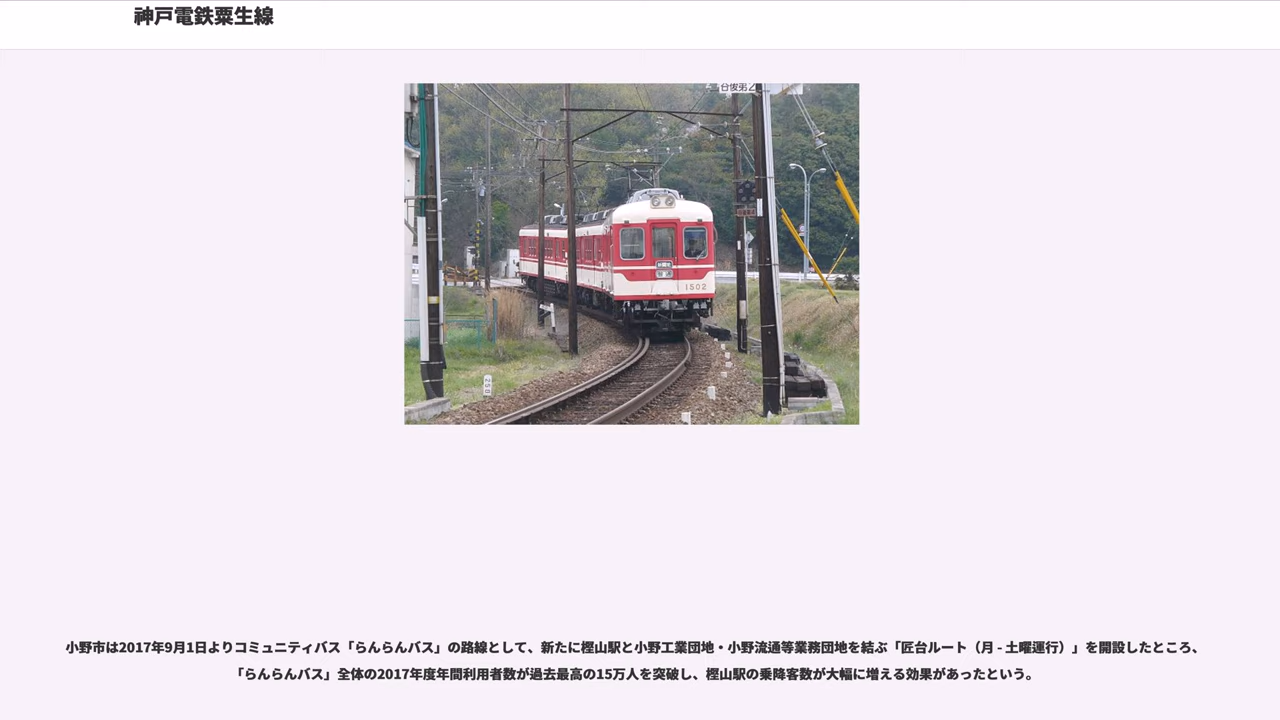 神戸電鉄粟生線
谷後第2
1502
小野市は2017年9月1日よりコミュニティバス「らんらんバス」の路線として、新たに樫山駅と小野工業団地・小野流通等業務団地を結ぶ「匠台ルート（月 - 土曜運行）」を開設したところ、
「らんらんバス」全体の2017年度年間利用者数が過去最高の15万人を突破し、樫山駅の乗降客数が大幅に増える効果があったという。